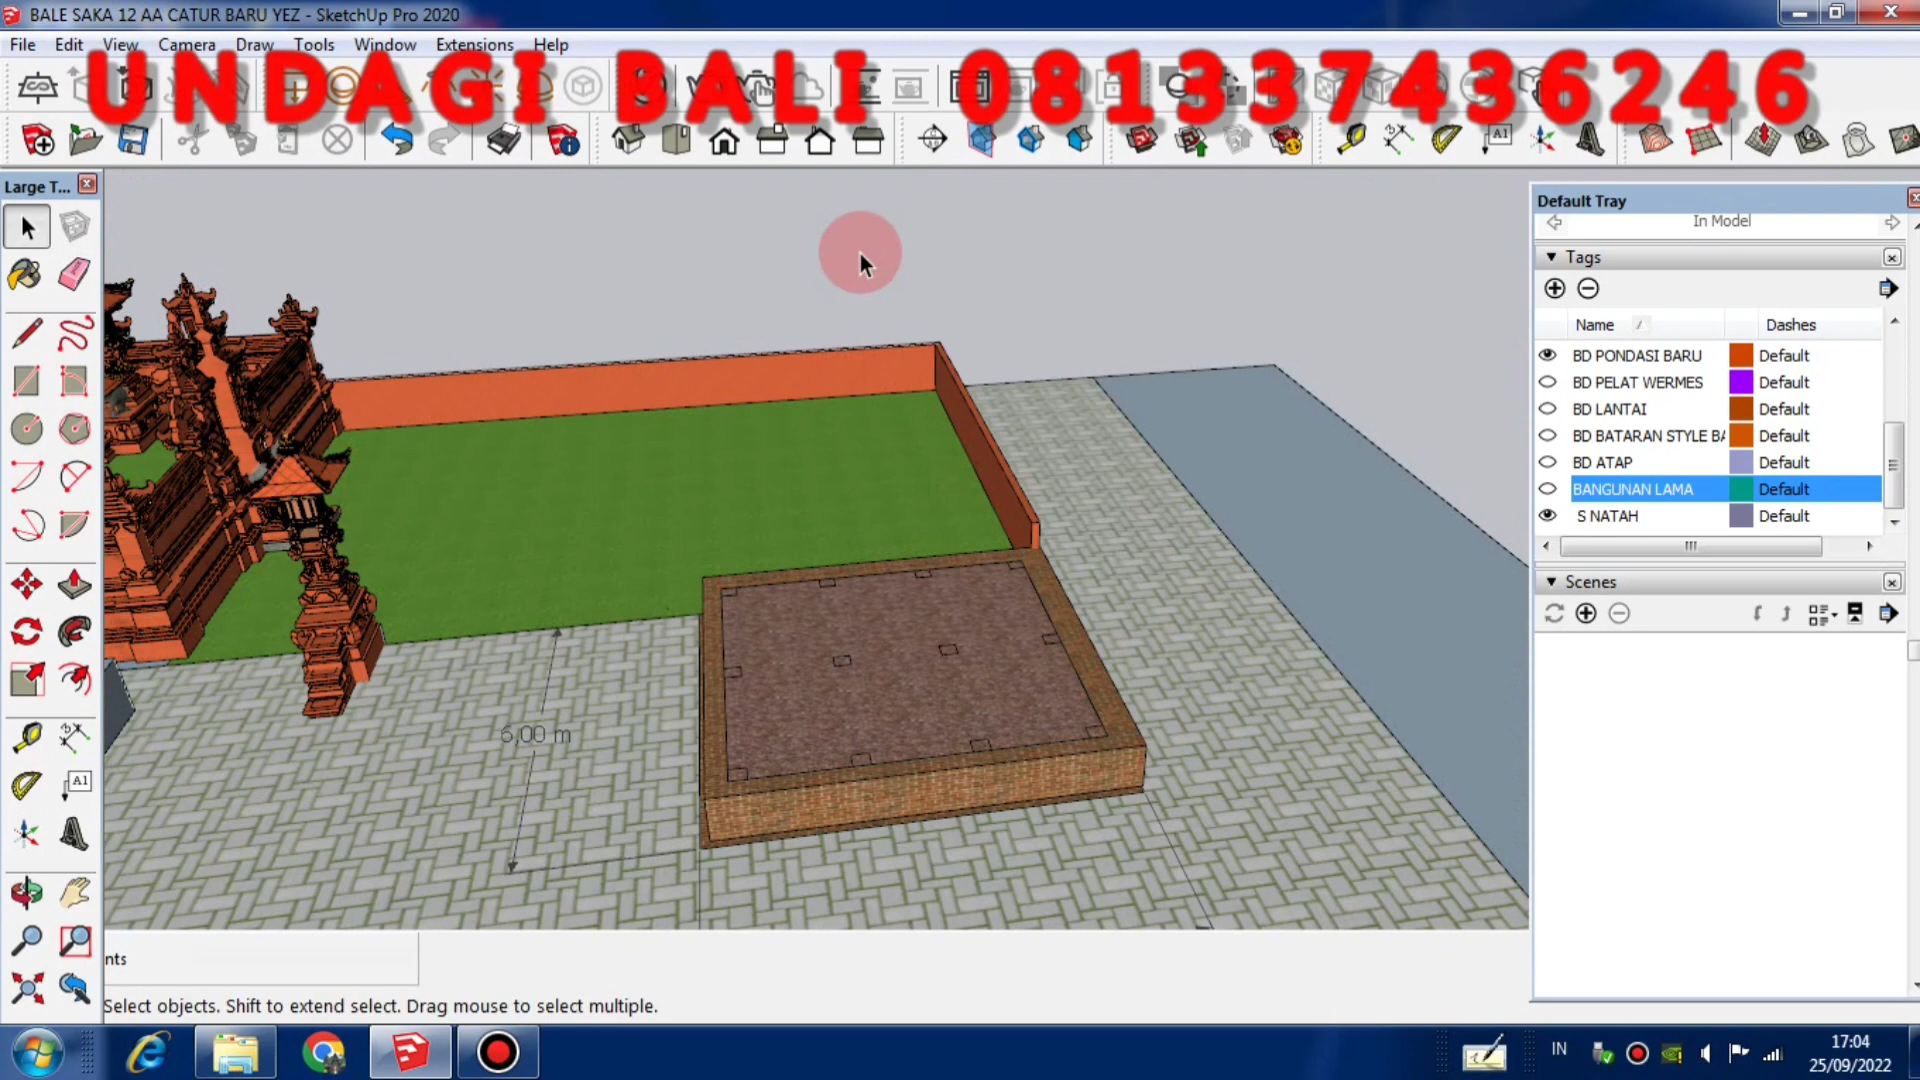 BALE SAKA 12 AA CATUR BARU YEZ - SketchUp Pro 2020
File Edit View Camera Draw Tools Window Extensions Help
UNDAGI BALI 081337436246
A1
Large T...
A1
Default Tray
In Model
Tags
Name Dashes
BD PONDASI BARU Default
BD PELAT WERMES Default
BD LANTAI Default
BD BATARAN STYLE BA Default
BD ATAP Default
BANGUNAN LAMA Default
S NATAH Default
Scenes
6,00 m
nts
Select objects. Shift to extend select. Drag mouse to select multiple.
IN
17:04
25/09/2022